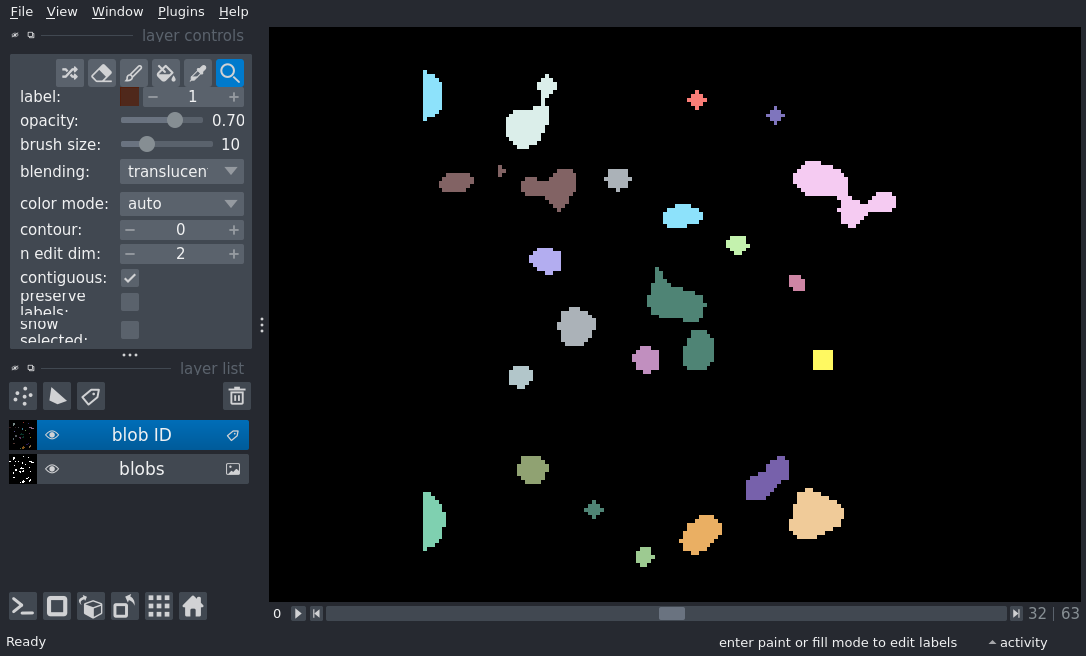 File View Window Plugins Help
layer controls
label: 1
opacity: 0.70
brush size: 10
blending: translucen
color mode: auto
contour: 0
n edit dim: 2
contiguous:
preserve
labels:
show
selected:
layer list
blob ID
blobs
0 32 63
Ready enter paint or fill mode to edit labels activity